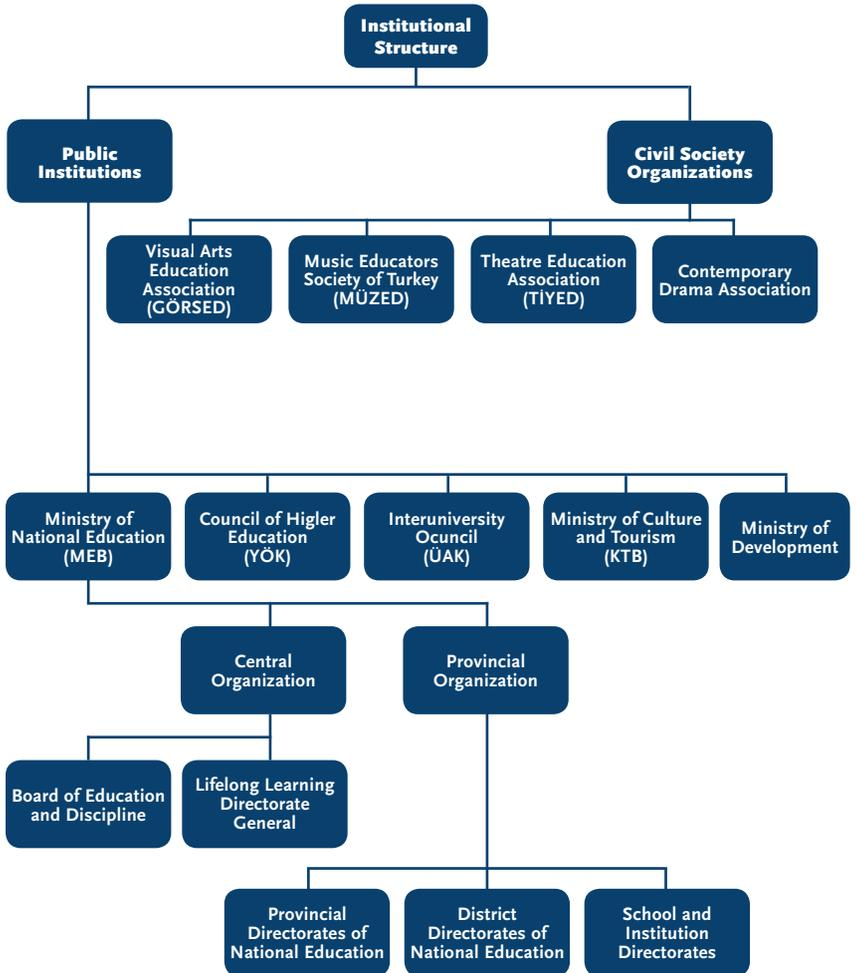 Institutional
Structure
Public
Institutions
Civil Society
Organizations
Visual Arts
Education
Association
(GÖRSED)
Music Educators
Society of Turkey
(MÜZED)
Theatre Education
Association
(TİYED)
Contemporary
Drama Association
Ministry of
National Education
(MEB)
Council of Higler
Education
(YÖK)
Interuniversity
Ocuncil
(ÜAK)
Ministry of Culture
and Tourism
(KTB)
Ministry of
Development
Central
Organization
Provincial
Organization
Board of Education
and Discipline
Lifelong Learning
Directorate
General
Provincial
Directorates of
National Education
District
Directorates of
National Education
School and
Institution
Directorates